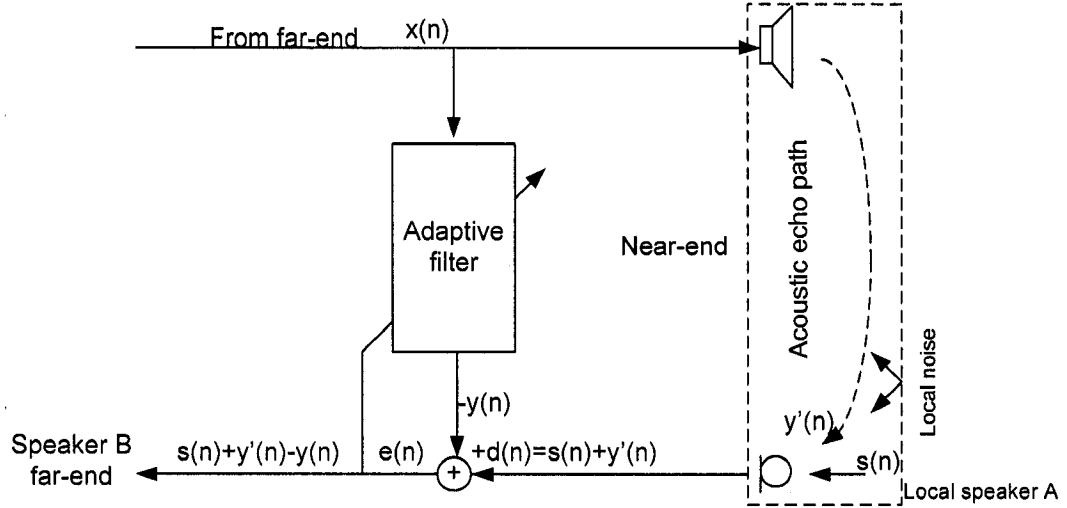 From far-end
x(n)
Adaptive
filter
Near-end
Acoustic echo path
Local noise
-y(n)
y'(n)
Speaker B
far-end
s(n)+y'(n)-y(n)
e(n)
+d(n)=s(n)+y'(n)
+
s(n)
Local speaker A